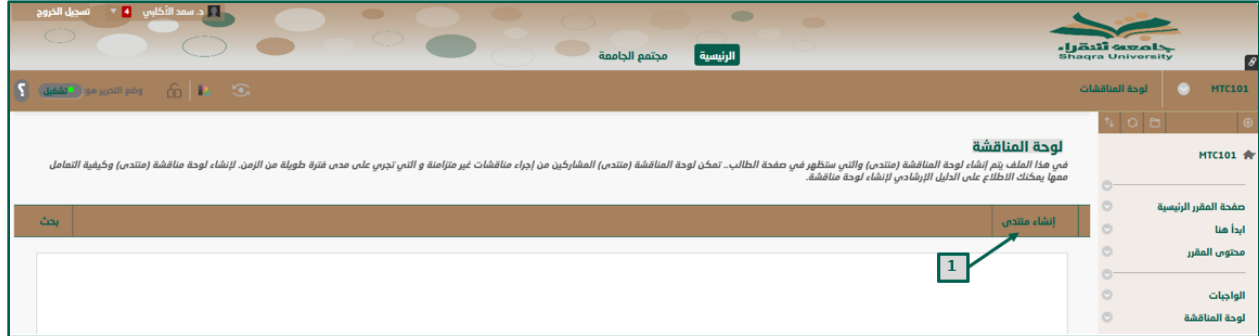 د. سعد الأكلبي 4 تسجيل الخروج
جامعة شقراء
Shaqra University
الرئيسية مجتمع الجامعة
MTC101 لوحة المناقشات
وضع التحرير هو: تشغيل ?
MTC101
لوحة المناقشة
في هذا الملف يتم إنشاء لوحة المناقشة (منتدى) والتي ستظهر في صفحة الطالب.. تمكن لوحة المناقشة (منتدى) المشاركين من إجراء مناقشات غير متزامنة و التي تجري على مدى فترة طويلة من الزمن. لإنشاء لوحة مناقشة (منتدى) وكيفية التعامل
معها يمكنك الاطلاع على الدليل الإرشادي لإنشاء لوحة مناقشة.
صفحة المقرر الرئيسية
ابدأ هنا
محتوى المقرر
الواجبات
لوحة المناقشة
إنشاء منتدى بحث
1